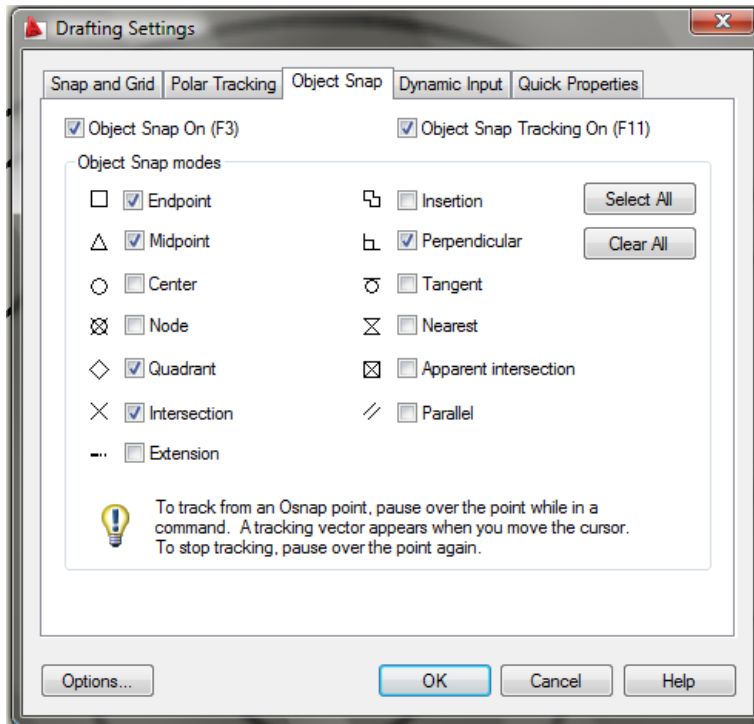 Drafting Settings
Snap and Grid Polar Tracking Object Snap Dynamic Input Quick Properties
Object Snap On (F3) Object Snap Tracking On (F11)
Object Snap modes
Endpoint Insertion Select All
Midpoint Perpendicular Clear All
Center Tangent
Node Nearest
Quadrant Apparent intersection
Intersection Parallel
Extension
To track from an Osnap point, pause over the point while in a
command. A tracking vector appears when you move the cursor.
To stop tracking, pause over the point again.
Options... OK Cancel Help